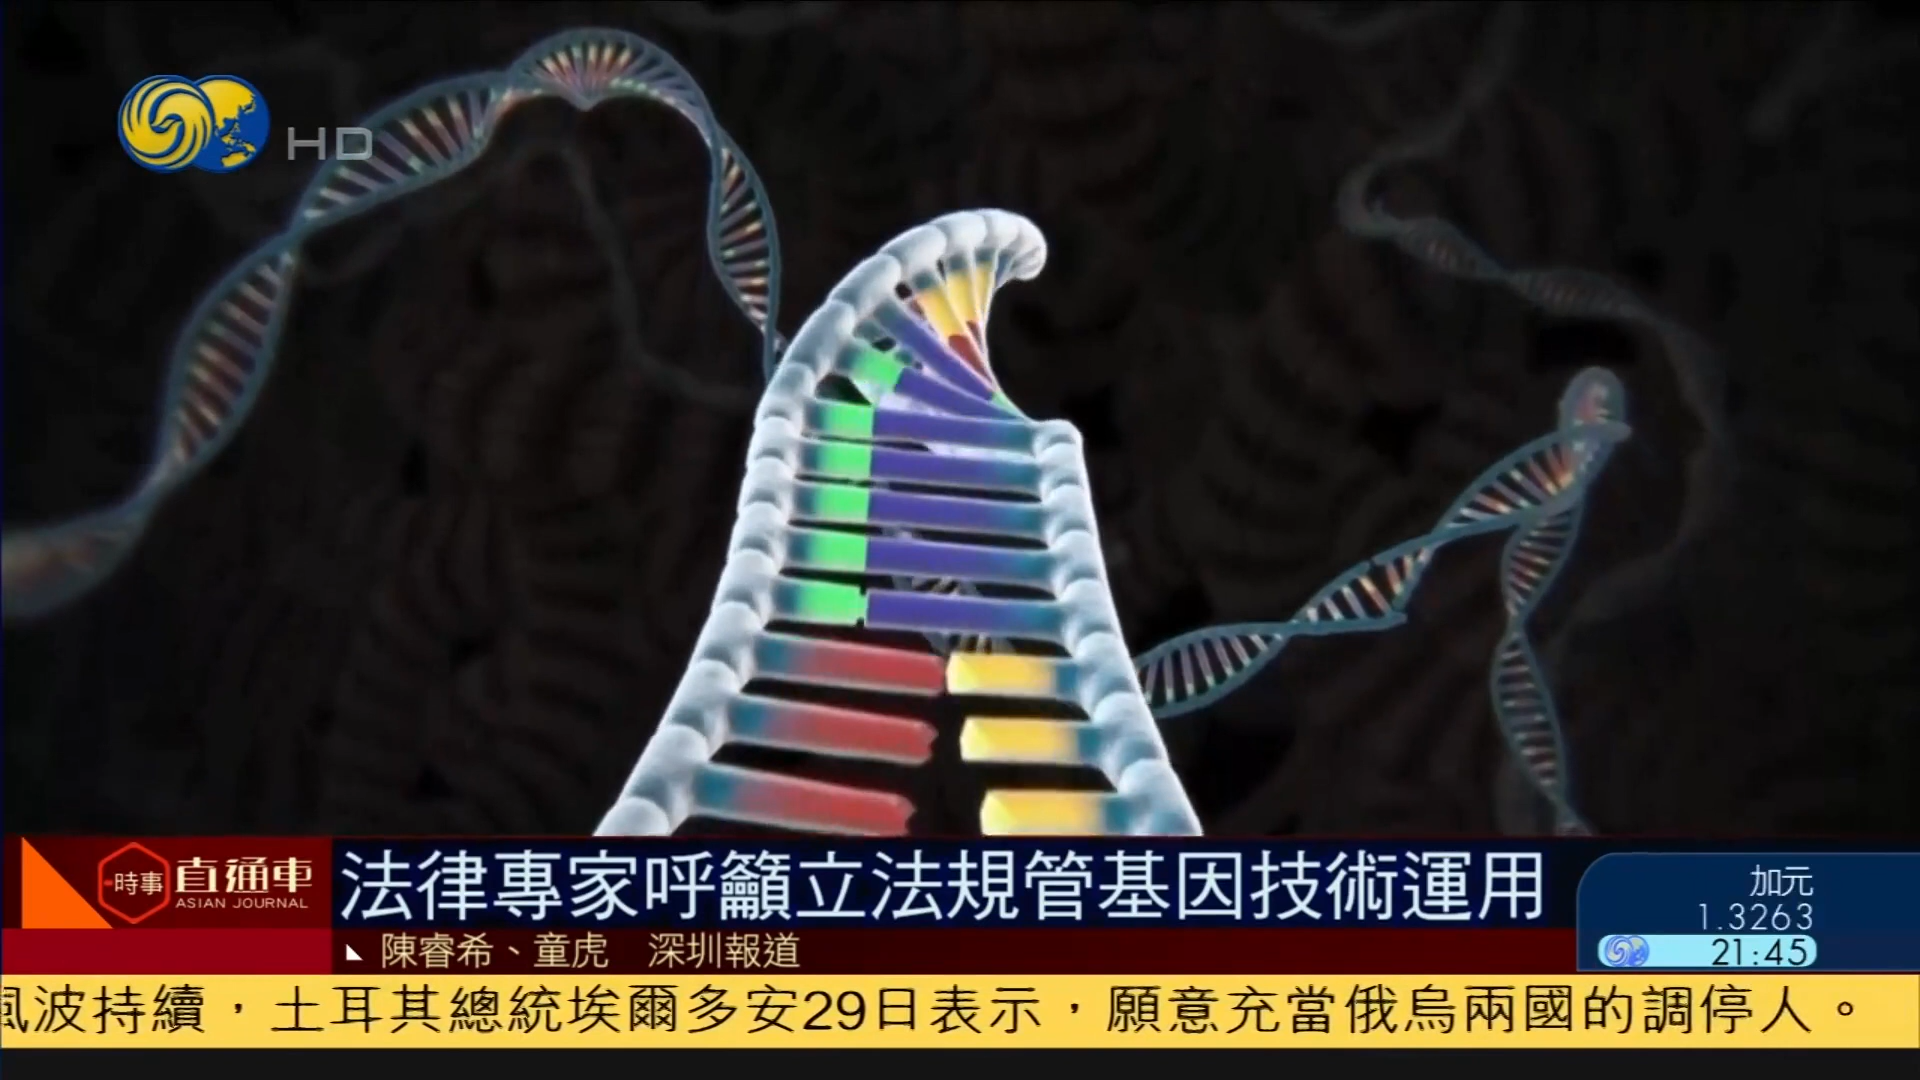 HD
法律專家呼籲立法規管基因技術運用
時事 直通車
ASIAN JOURNAL
陳睿希、童虎 深圳報道
加元
1.3263
21:45
風波持續，土耳其總統埃爾多安29日表示，願意充當俄烏兩國的調停人。